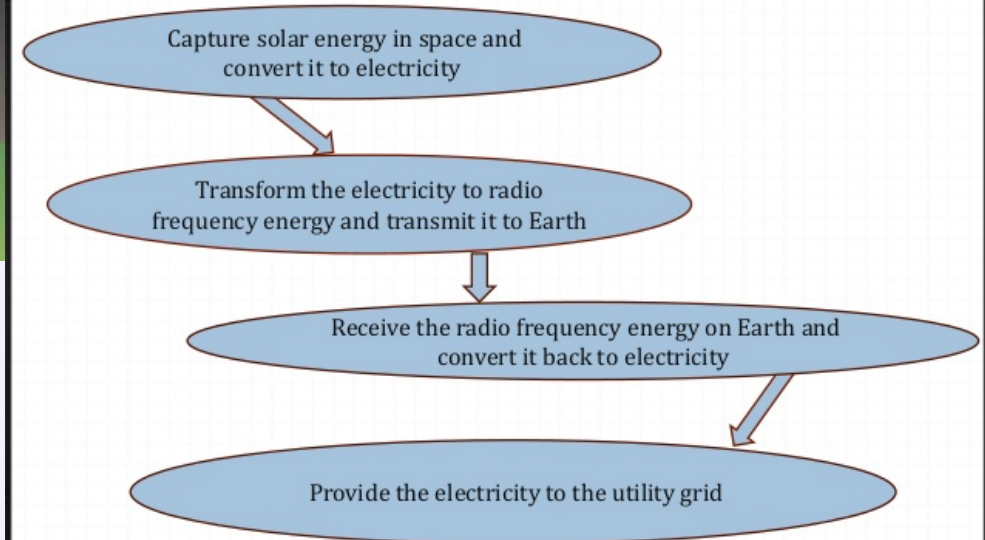 Capture solar energy in space and
convert it to electricity
Transform the electricity to radio
frequency energy and transmit it to Earth
Receive the radio frequency energy on Earth and
convert it back to electricity
Provide the electricity to the utility grid